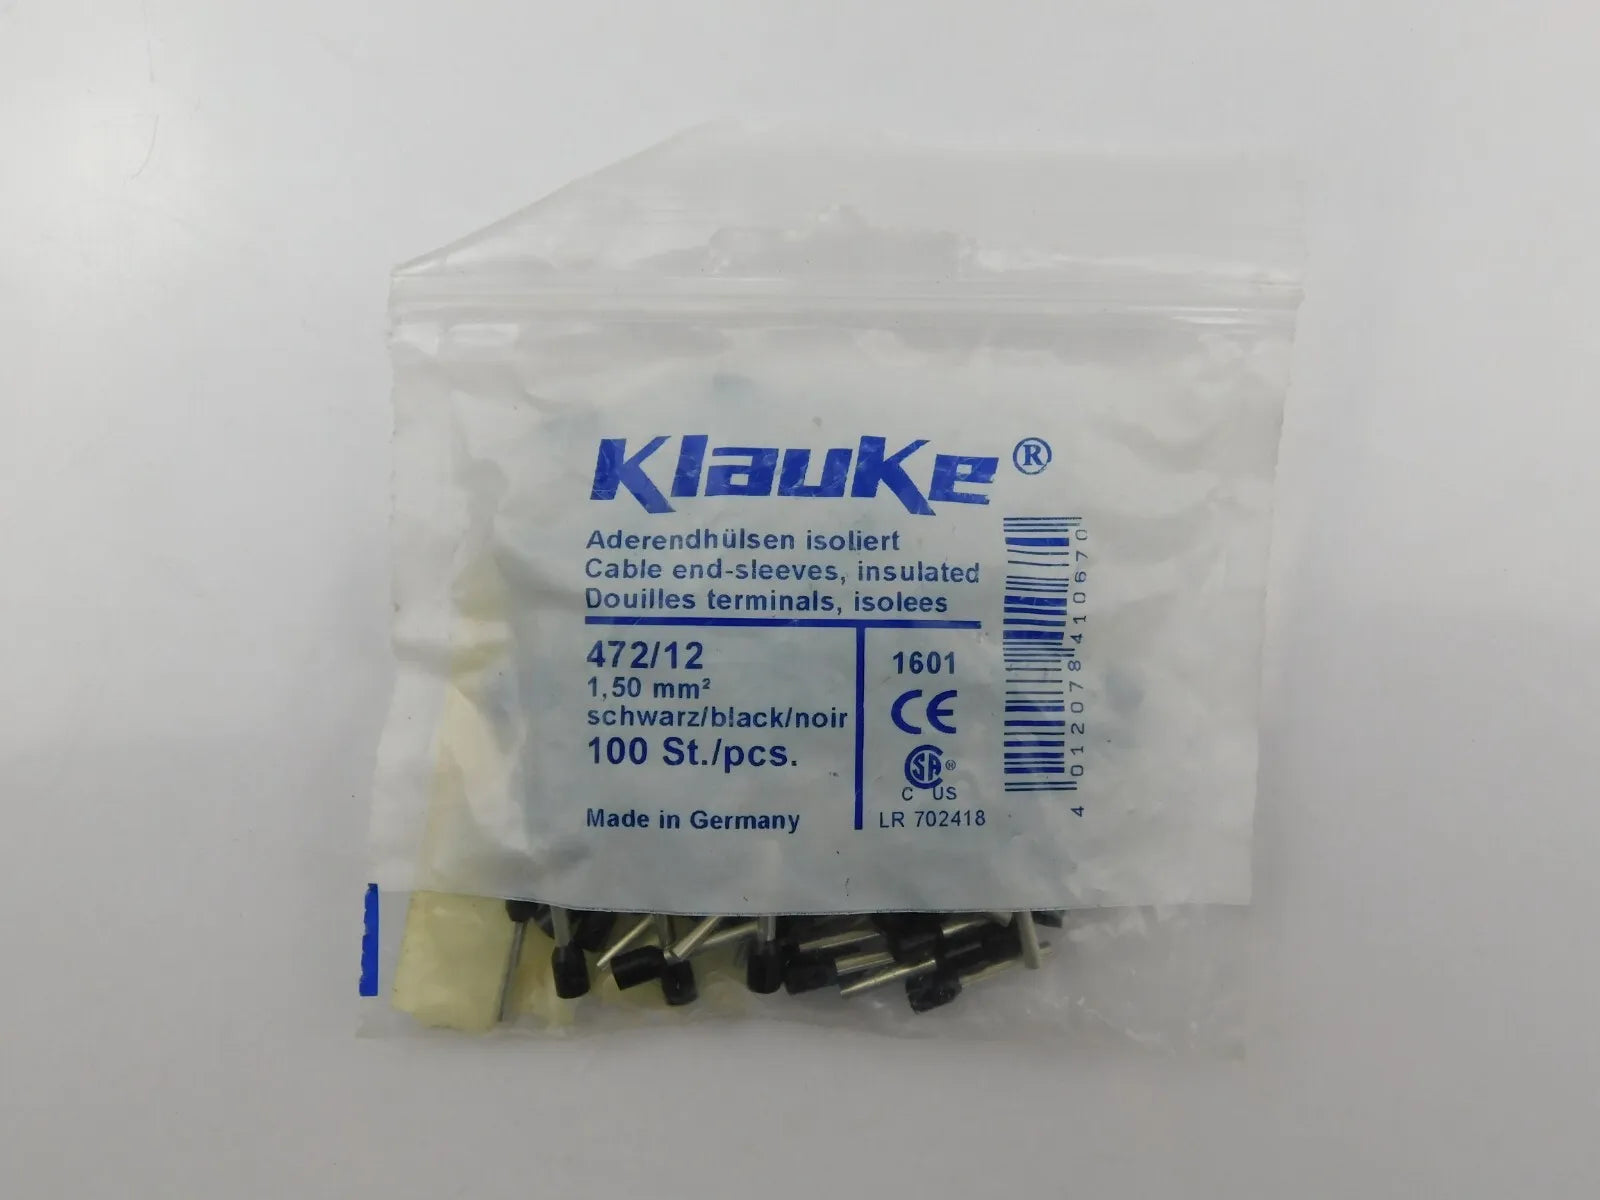 Klauke ®
Aderendhülsen isoliert
Cable end-sleeves, insulated
Douilles terminals, isolees
472/12
1,50 mm²
schwarz/black/noir
100 St./pcs.
Made in Germany
1601
CE
SA ®
C US
LR 702418
4 012078 410670